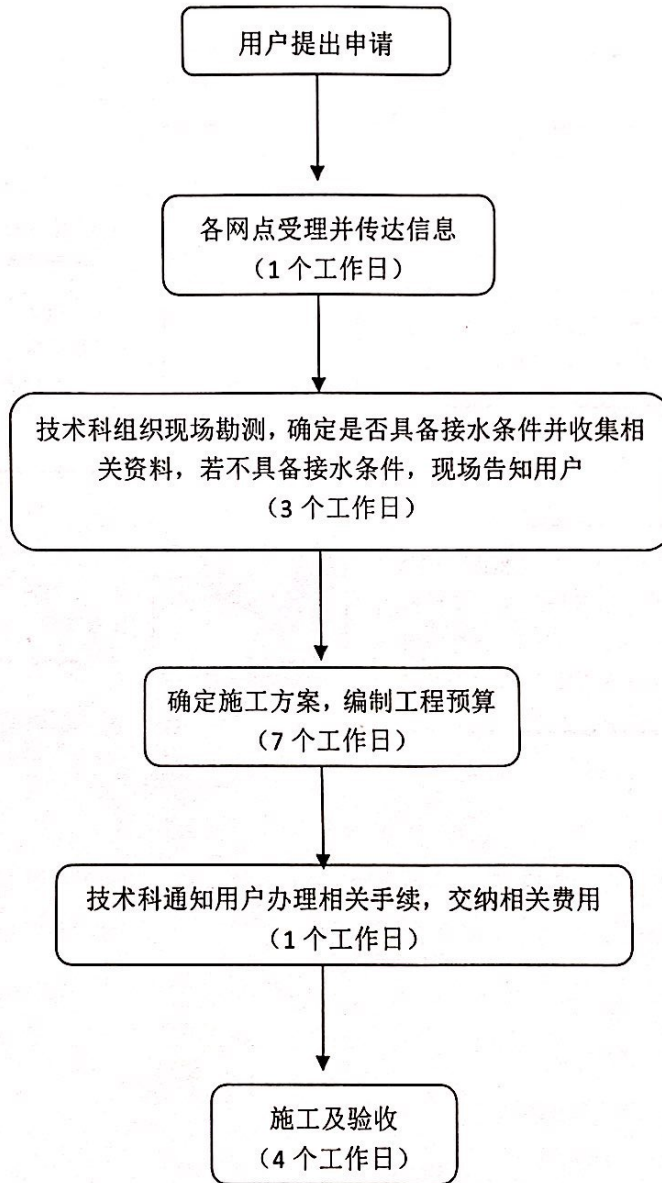 用户提出申请
各网点受理并传达信息
（1 个工作日）
技术科组织现场勘测，确定是否具备接水条件并收集相
关资料，若不具备接水条件，现场告知用户
（3 个工作日）
确定施工方案，编制工程预算
（7 个工作日）
技术科通知用户办理相关手续，交纳相关费用
（1 个工作日）
施工及验收
（4 个工作日）